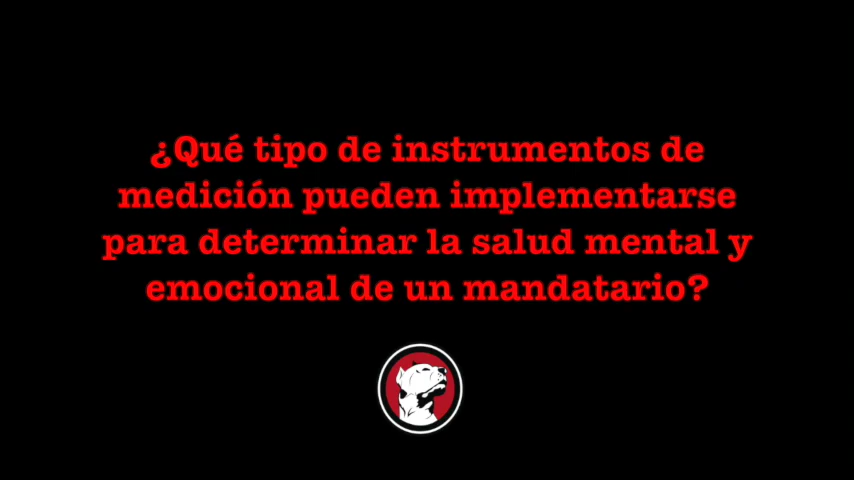 ¿Qué tipo de instrumentos de
medición pueden implementarse
para determinar la salud mental y
emocional de un mandatario?